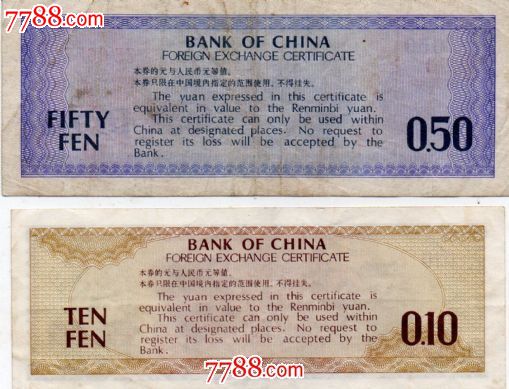 7788.com
BANK OF CHINA
FOREIGN EXCHANGE CERTIFICATE
本券的元与人民币元等值。
本券只限在中国境内指定的范围使用，不得挂失。
The yuan expressed in this certificate is
equivalent in value to the Renminbi yuan.
This certificate can only be used within
China at designated places. No request to
register its loss will be accepted by the
Bank.
FIFTY
FEN
0.50
7788.com
7788.com
BANK OF CHINA
FOREIGN EXCHANGE CERTIFICATE
本券的元与人民币元等值。
本券只限在中国境内指定的范围使用，不得挂失。
The yuan expressed in this certificate is
equivalent in value to the Renminbi yuan.
This certificate can only be used within
China at designated places. No request to
register its loss will be accepted by the
Bank.
TEN
FEN
0.10
7788.com